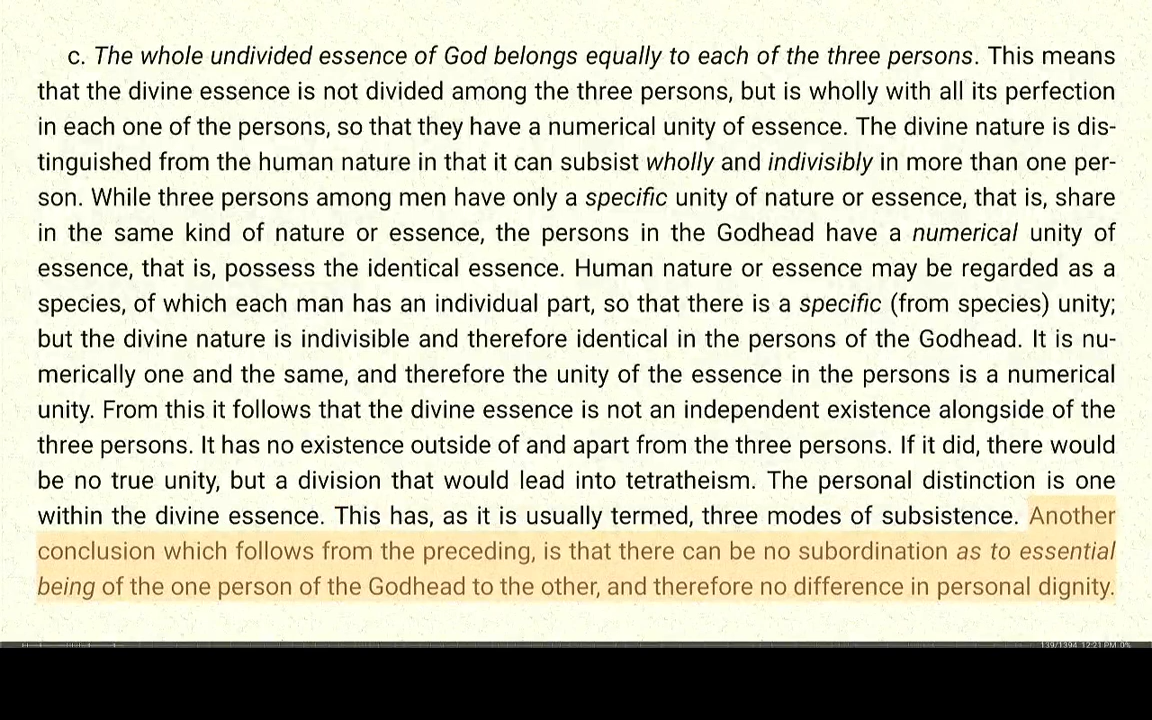 c. The whole undivided essence of God belongs equally to each of the three persons. This means
that the divine essence is not divided among the three persons, but is wholly with all its perfection
in each one of the persons, so that they have a numerical unity of essence. The divine nature is dis-
tinguished from the human nature in that it can subsist wholly and indivisibly in more than one per-
son. While three persons among men have only a specific unity of nature or essence, that is, share
in the same kind of nature or essence, the persons in the Godhead have a numerical unity of
essence, that is, possess the identical essence. Human nature or essence may be regarded as a
species, of which each man has an individual part, so that there is a specific (from species) unity;
but the divine nature is indivisible and therefore identical in the persons of the Godhead. It is nu-
merically one and the same, and therefore the unity of the essence in the persons is a numerical
unity. From this it follows that the divine essence is not an independent existence alongside of the
three persons. It has no existence outside of and apart from the three persons. If it did, there would
be no true unity, but a division that would lead into tetratheism. The personal distinction is one
within the divine essence. This has, as it is usually termed, three modes of subsistence. Another
conclusion which follows from the preceding, is that there can be no subordination as to essential
being of the one person of the Godhead to the other, and therefore no difference in personal dignity.
139/1394 12:21 PM 0%